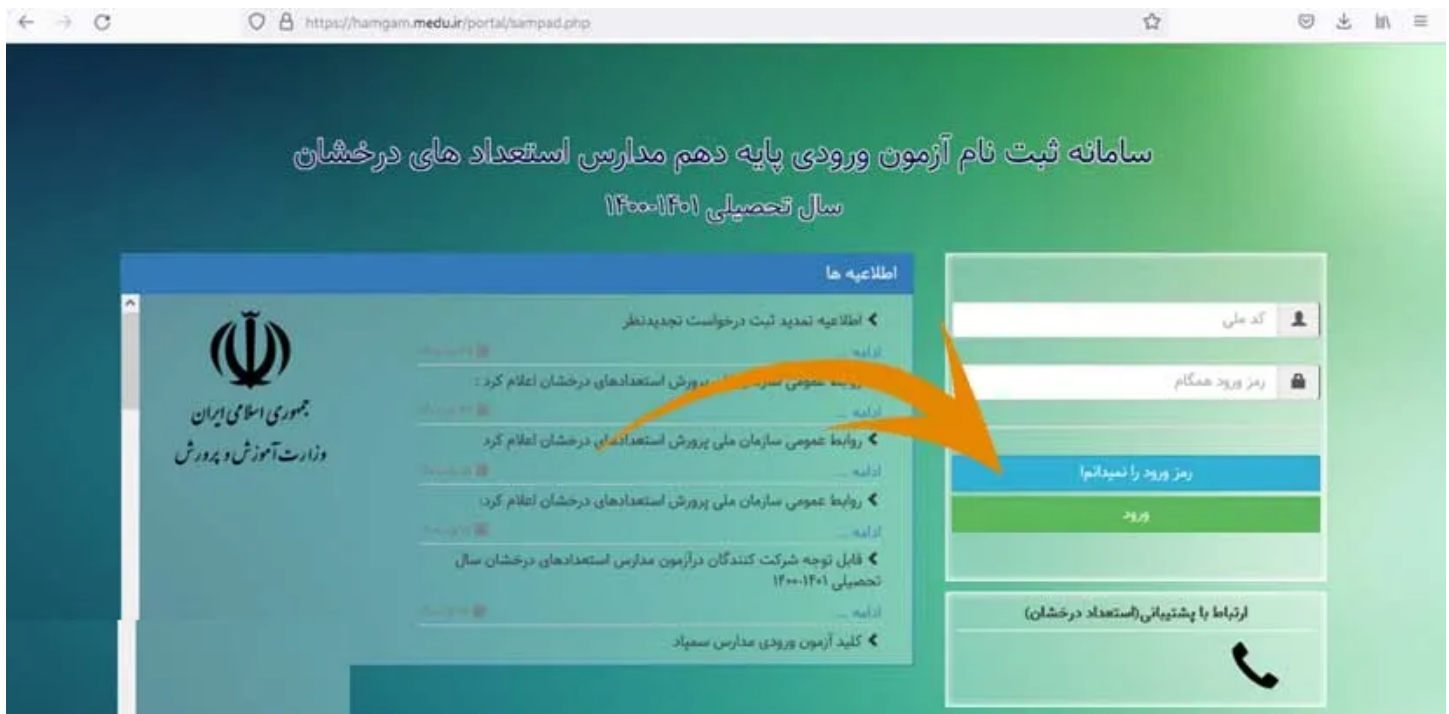 https://hamgam.medu.ir/portal/sampad.php
سامانه ثبت نام آزمون ورودی پایه دهم مدارس استعداد های درخشان
سال تحصیلی ۱۴۰۱-۱۴۰۰
کد ملی
رمز ورود همگام
رمز ورود را نمیدانم!
ورود
ارتباط با پشتیبانی(استعداد درخشان)
اطلاعیه ها
اطلاعیه تمدید ثبت درخواست تجدیدنظر
ادامه ...
روابط عمومی سازمان ملی پرورش استعدادهای درخشان اعلام کرد :
ادامه ...
روابط عمومی سازمان ملی پرورش استعدادهای درخشان اعلام کرد
ادامه ...
روابط عمومی سازمان ملی پرورش استعدادهای درخشان اعلام کرد:
ادامه ...
قابل توجه شرکت کنندگان درآزمون مدارس استعدادهای درخشان سال
تحصیلی ۱۴۰۱-۱۴۰۰
ادامه ...
کلید آزمون ورودی مدارس سمپاد
جمهوری اسلامی ایران
وزارت آموزش و پرورش